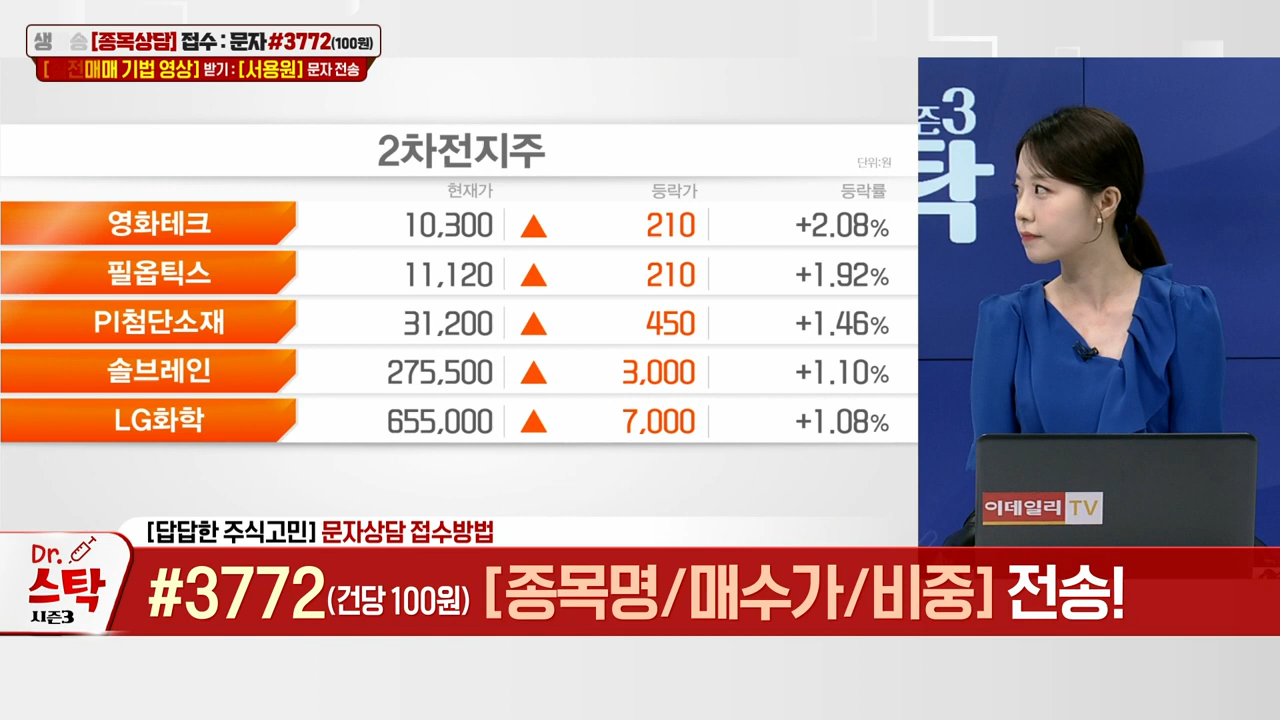 생 송 [종목상담] 접수 : 문자#3772(100원)
[ 전매매 기법 영상] 받기 : [서용원] 문자 전송
2차전지주
단위:원
현재가 등락가 등락률
영화테크 10,300 ▲ 210 +2.08%
필옵틱스 11,120 ▲ 210 +1.92%
PI첨단소재 31,200 ▲ 450 +1.46%
솔브레인 275,500 ▲ 3,000 +1.10%
LG화학 655,000 ▲ 7,000 +1.08%
즌3
탁
이데일리 TV
[답답한 주식고민] 문자상담 접수방법
Dr.
스탁
시즌3
#3772(건당 100원) [종목명/매수가/비중] 전송!